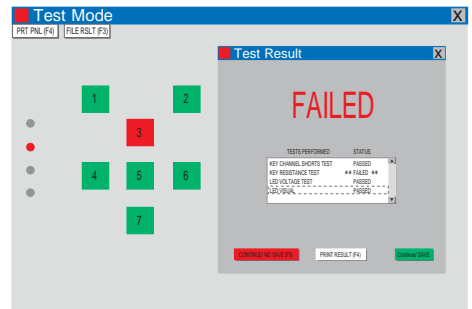 Test Mode X
PRT PNL (F4) FILE RSLT (F3)
Test Result X
1 2
3
4 5 6
7
FAILED
TESTS PERFORMED STATUS
KEY CHANNEL SHORTS TEST PASSED
KEY RESISTANCE TEST ** FAILED **
LED VOLTAGE TEST PASSED
LED VISUAL PASSED
CONTINUE/ NO SAVE (F9) PRINT RESULT (F4) Continue/ SAVE